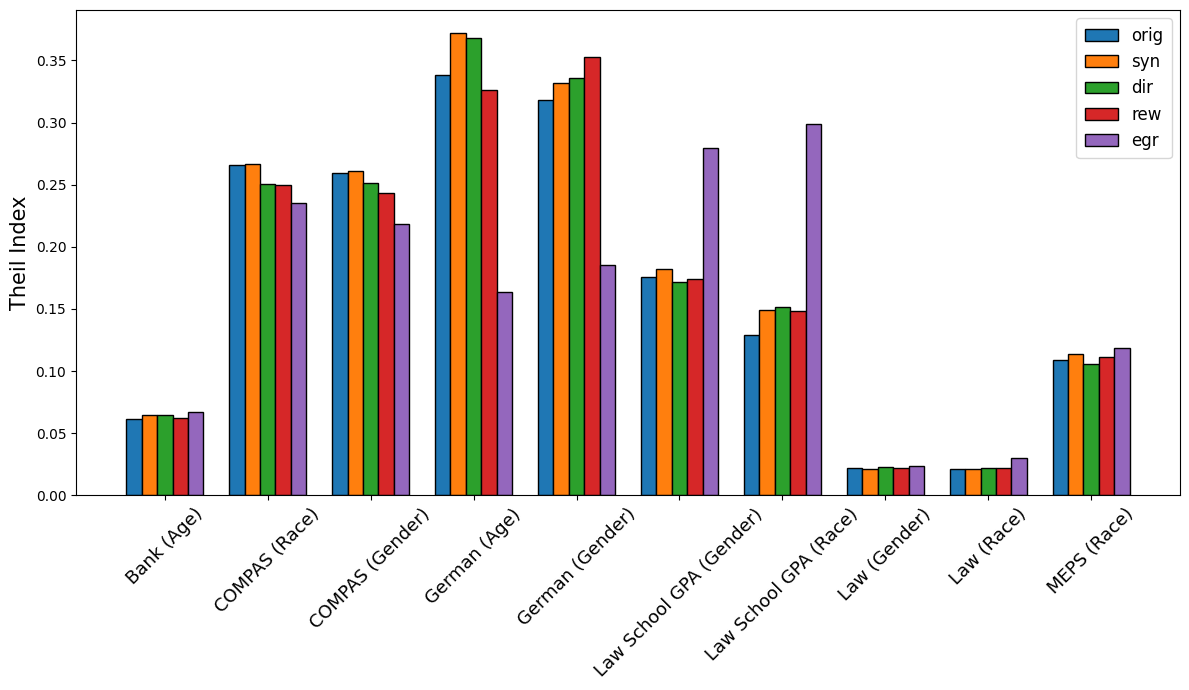 Theil Index
0.35
0.30
0.25
0.20
0.15
0.10
0.05
0.00
orig
syn
dir
rew
egr
Bank (Age)
COMPAS (Race)
COMPAS (Gender)
German (Age)
German (Gender)
Law School GPA (Gender)
Law School GPA (Race)
Law (Gender)
Law (Race)
MEPS (Race)